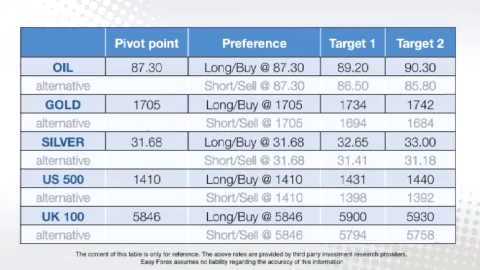 Pivot point Preference Target 1 Target 2
OIL 87.30 Long/Buy @ 87.30 89.20 90.30
alternative Short/Sell @ 87.30 86.50 85.80
GOLD 1705 Long/Buy @ 1705 1734 1742
alternative Short/Sell @ 1705 1694 1684
SILVER 31.68 Long/Buy @ 31.68 32.65 33.00
alternative Short/Sell @ 31.68 31.41 31.18
US 500 1410 Long/Buy @ 1410 1431 1440
alternative Short/Sell @ 1410 1398 1392
UK 100 5846 Long/Buy @ 5846 5900 5930
alternative Short/Sell @ 5846 5794 5758
The content of this table is only for reference. The above rates are provided by third party investment research providers.
Easy Forex assumes no liability regarding the accuracy of this information